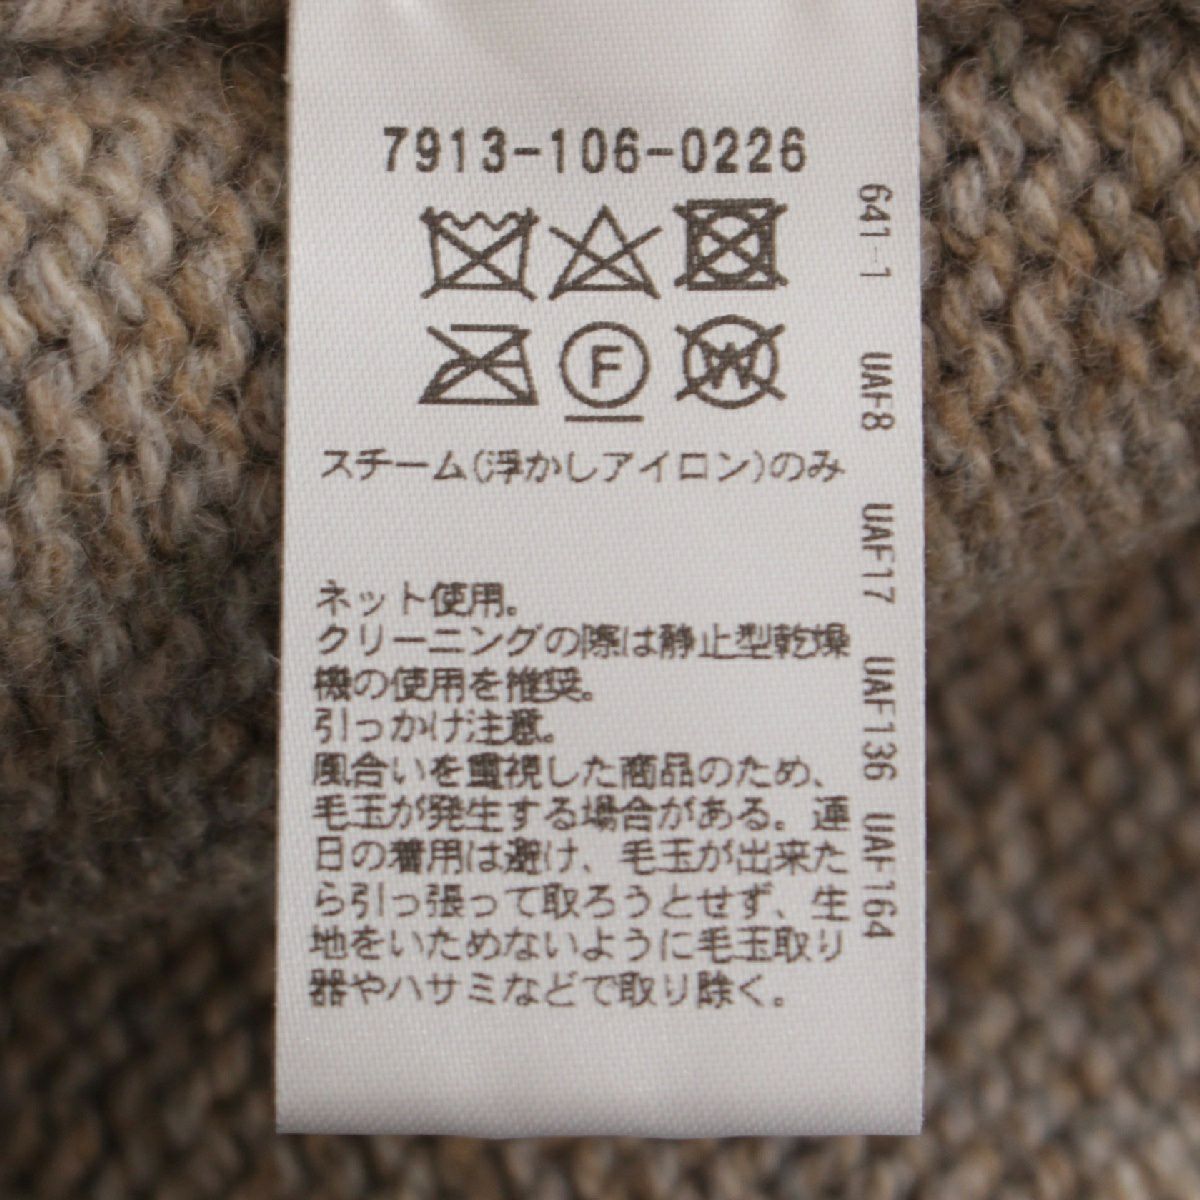 7913-106-0226
F
W
スチーム(浮かしアイロン)のみ
ネット使用。
クリーニングの際は静止型乾燥
機の使用を推奨。
引っかけ注意。
風合いを重視した商品のため、
毛玉が発生する場合がある。連
日の着用は避け、毛玉が出来た
ら引っ張って取ろうとせず、生
地をいためないように毛玉取り
器やハサミなどで取り除く。
641-1 UAF8 UAF17 UAF136 UAF164